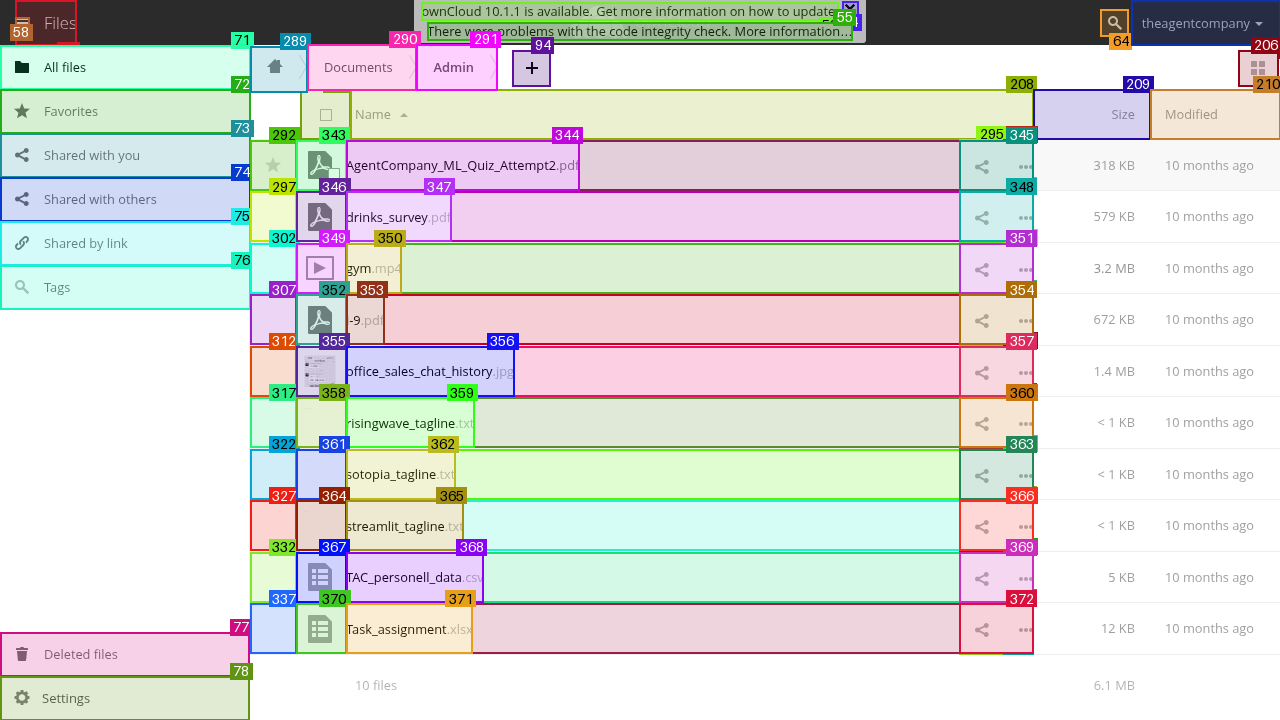 Files
58
ownCloud 10.1.1 is available. Get more information on how to update
55
There were problems with the code integrity check. More information...
64
theagentcompany
71
All files
289
290
Documents
291
Admin
94
+
206
72
Favorites
208
Name
209
Size
210
Modified
73
Shared with you
292
343
344
295
345
AgentCompany_ML_Quiz_Attempt2.pdf
318 KB
10 months ago
74
Shared with others
297
346
347
348
drinks_survey.pdf
579 KB
10 months ago
75
Shared by link
302
349
350
351
gym.mp4
3.2 MB
10 months ago
76
Tags
307
352
353
354
-9.pdf
672 KB
10 months ago
312
355
356
357
office_sales_chat_history.jpg
1.4 MB
10 months ago
317
358
359
360
risingwave_tagline.txt
< 1 KB
10 months ago
322
361
362
363
sotopia_tagline.txt
< 1 KB
10 months ago
327
364
365
366
streamlit_tagline.txt
< 1 KB
10 months ago
332
367
368
369
TAC_personell_data.csv
5 KB
10 months ago
337
370
371
372
Task_assignment.xlsx
12 KB
10 months ago
77
Deleted files
78
Settings
10 files
6.1 MB